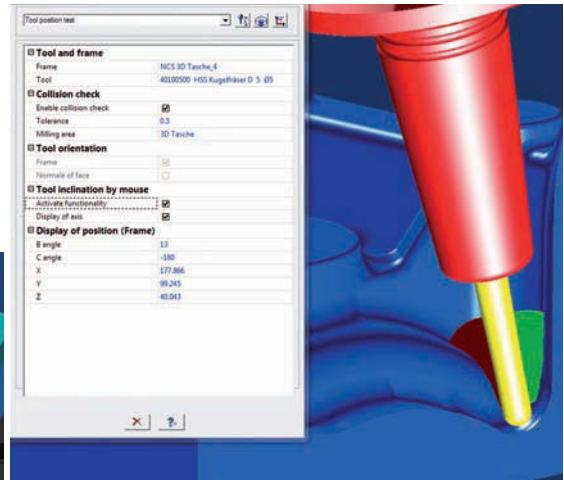 Tool position test
Tool and frame
Frame NCS 3D Tasche_4
Tool 40100500 HSS Kugelfräser D 5 Ø5
Collision check
Enable collision check
Tolerance 0.5
Milling area 3D Tasche
Tool orientation
Frame
Normale of face
Tool inclination by mouse
Activate functionality
Display of axis
Display of position (Frame)
B angle 13
C angle -180
X 177.866
Y 99.245
Z 40.043